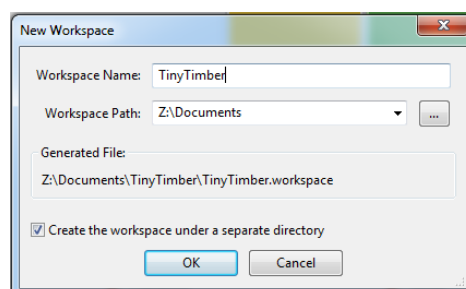 New Workspace
Workspace Name: TinyTimber
Workspace Path: Z:\Documents ...
Generated File:
Z:\Documents\TinyTimber\TinyTimber.workspace
Create the workspace under a separate directory
OK Cancel